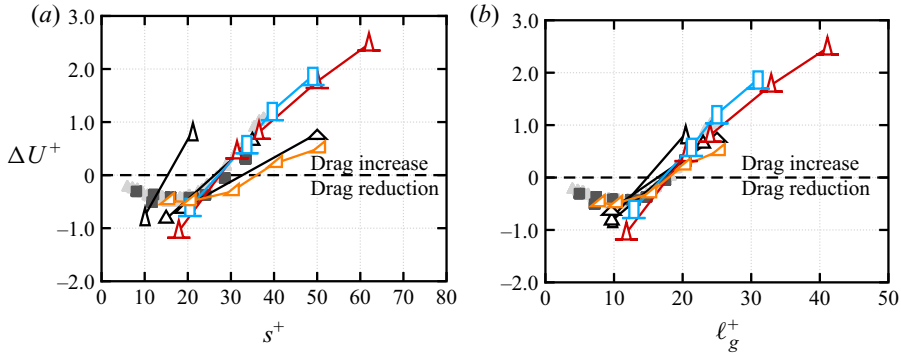 (a)
3.0
2.0
1.0
0
−1.0
−2.0
ΔU⁺
Drag increase
Drag reduction
0 10 20 30 40 50 60 70 80
s⁺
(b)
3.0
2.0
1.0
0
−1.0
−2.0
Drag increase
Drag reduction
0 10 20 30 40 50
ℓ_g⁺